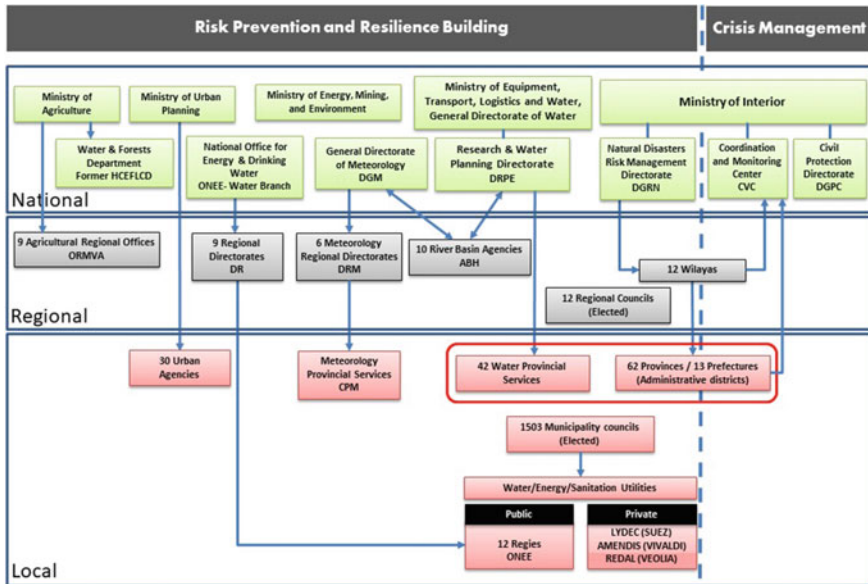 Risk Prevention and Resilience Building
Crisis Management
Ministry of
Agriculture
Ministry of Urban
Planning
Ministry of Energy, Mining,
and Environment
Ministry of Equipment,
Transport, Logistics and Water,
General Directorate of Water
Ministry of Interior
Water & Forests
Department
Former HCEFLCD
National Office for
Energy & Drinking
Water
ONEE- Water Branch
General Directorate
of Meteorology
DGM
Research & Water
Planning Directorate
DRPE
Natural Disasters
Risk Management
Directorate
DGRN
Coordination
and Monitoring
Center
CVC
Civil
Protection
Directorate
DGPC
National
9 Agricultural Regional Offices
ORMVA
9 Regional
Directorates
DR
6 Meteorology
Regional Directorates
DRM
10 River Basin Agencies
ABH
12 Wilayas
12 Regional Councils
(Elected)
Regional
30 Urban
Agencies
Meteorology
Provincial Services
CPM
42 Water Provincial
Services
62 Provinces / 13 Prefectures
(Administrative districts)
1503 Municipality councils
(Elected)
Water/Energy/Sanitation Utilities
Public
12 Regies
ONEE
Private
LYDEC (SUEZ)
AMENDIS (VIVALDI)
REDAL (VEOLIA)
Local